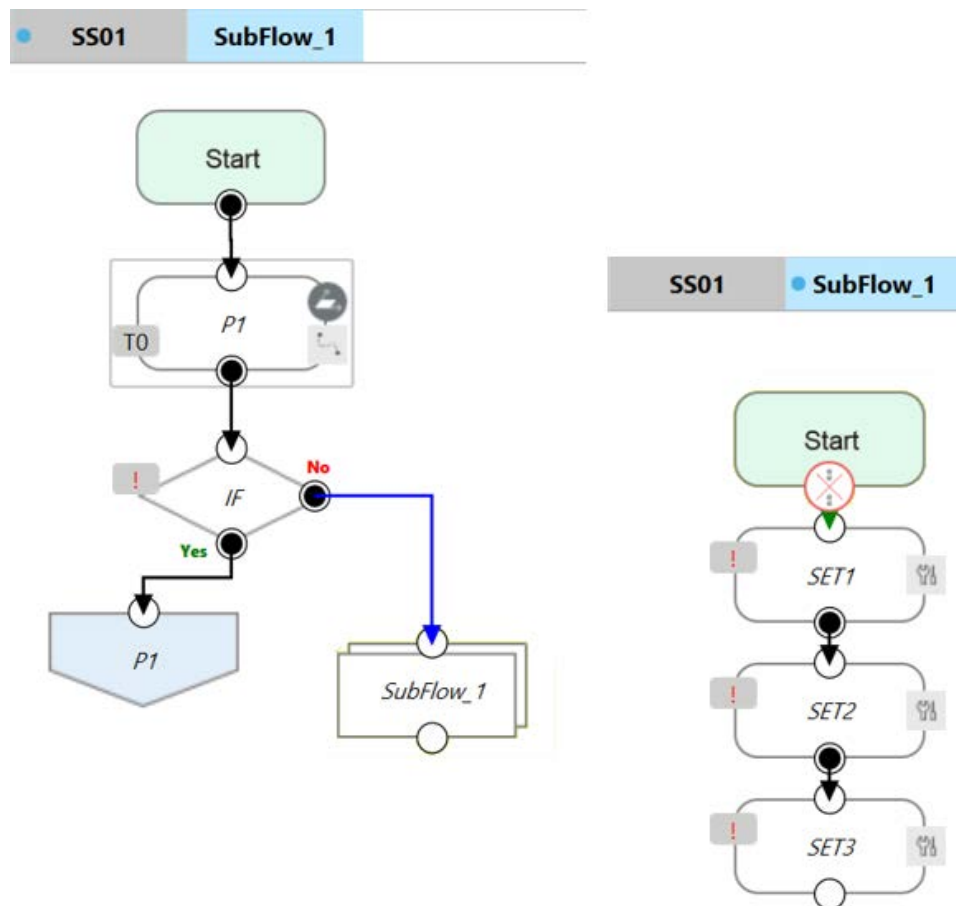 SS01 SubFlow_1
Start
P1
T0
No
!
IF
Yes
P1
SubFlow_1
SS01 SubFlow_1
Start
!
SET1
!
SET2
!
SET3